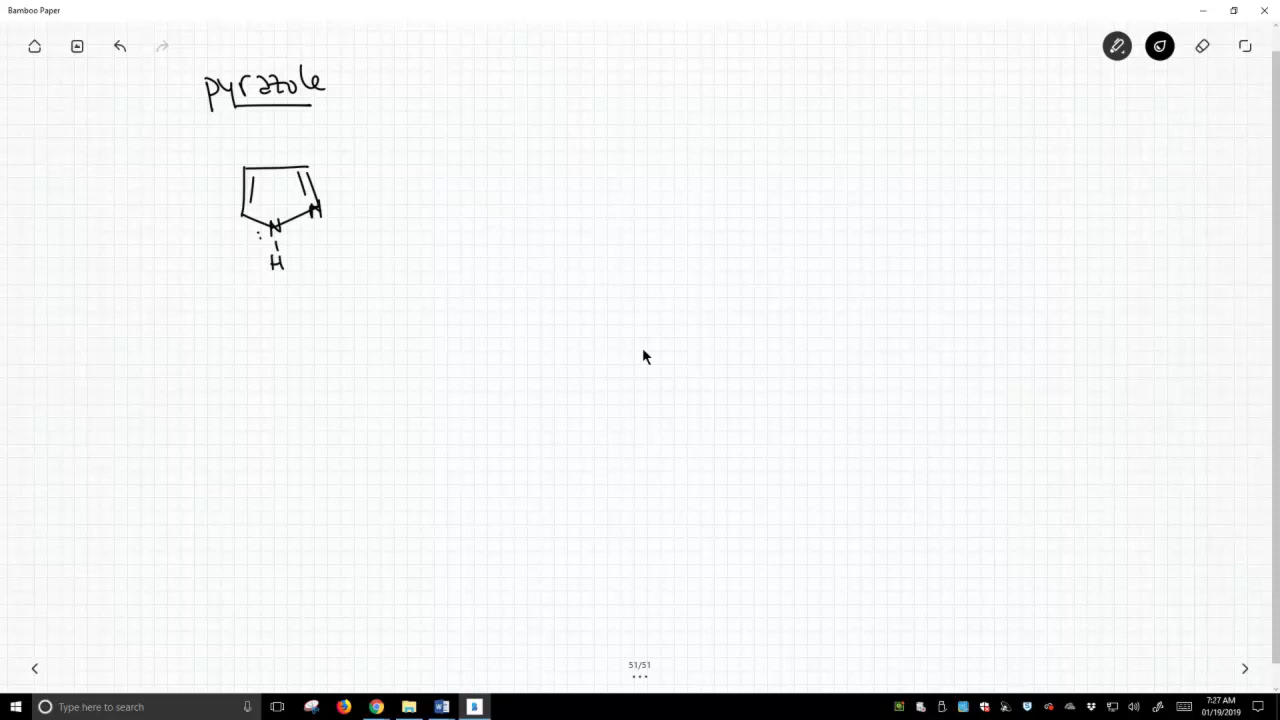 Bamboo Paper
pyrazole
N
: N
H
51/51
Type here to search
7:27 AM
01/19/2019